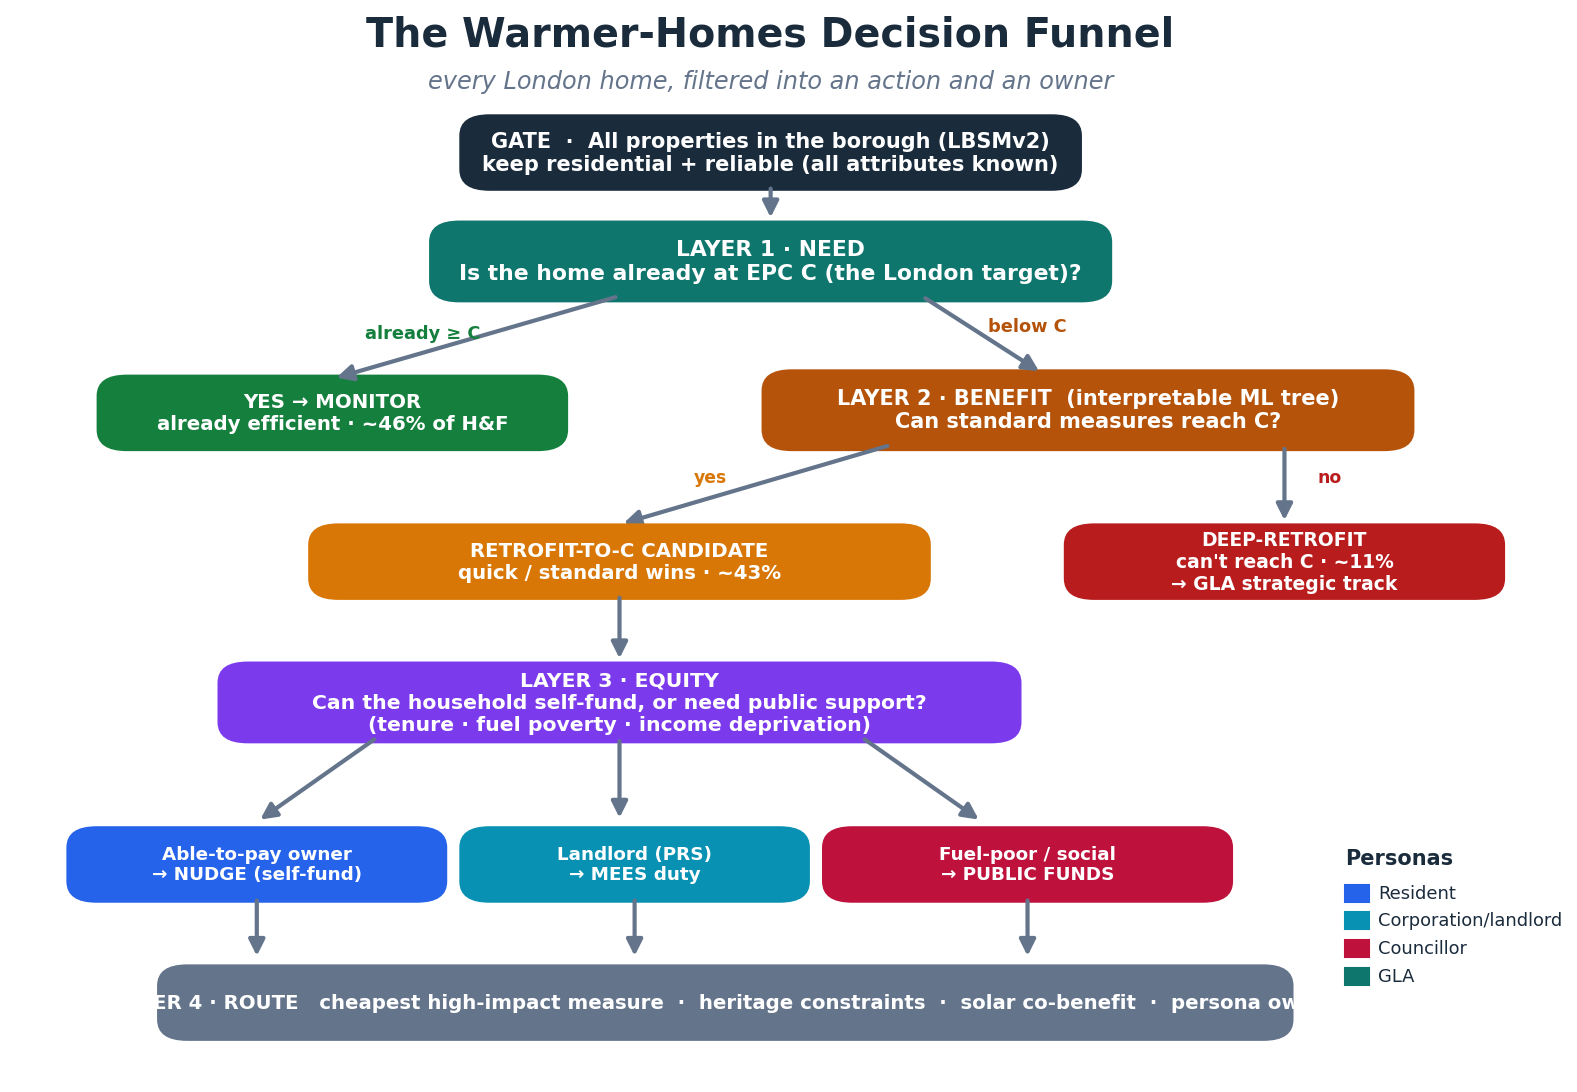 The Warmer-Homes Decision Funnel
every London home, filtered into an action and an owner
GATE · All properties in the borough (LBSMv2)
keep residential + reliable (all attributes known)
LAYER 1 · NEED
Is the home already at EPC C (the London target)?
already ≥ C
below C
YES → MONITOR
already efficient · ~46% of H&F
LAYER 2 · BENEFIT (interpretable ML tree)
Can standard measures reach C?
yes
no
RETROFIT-TO-C CANDIDATE
quick / standard wins · ~43%
DEEP-RETROFIT
can't reach C · ~11%
→ GLA strategic track
LAYER 3 · EQUITY
Can the household self-fund, or need public support?
(tenure · fuel poverty · income deprivation)
Able-to-pay owner
→ NUDGE (self-fund)
Landlord (PRS)
→ MEES duty
Fuel-poor / social
→ PUBLIC FUNDS
Personas
Resident
Corporation/landlord
Councillor
GLA
ER 4 · ROUTE cheapest high-impact measure · heritage constraints · solar co-benefit · persona